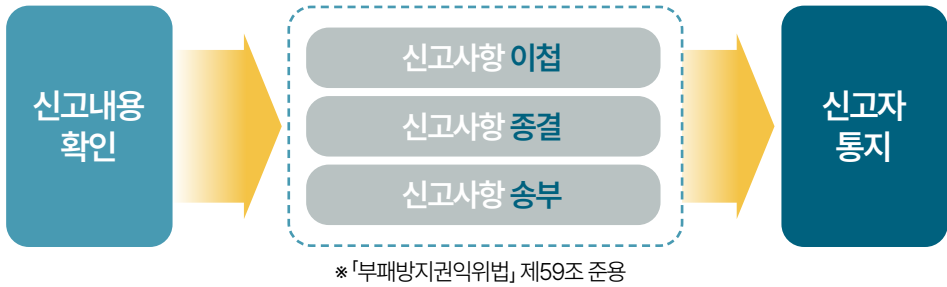 신고내용
확인
신고사항 이첩
신고사항 종결
신고사항 송부
신고자
통지
※ 「부패방지권익위법」 제59조 준용